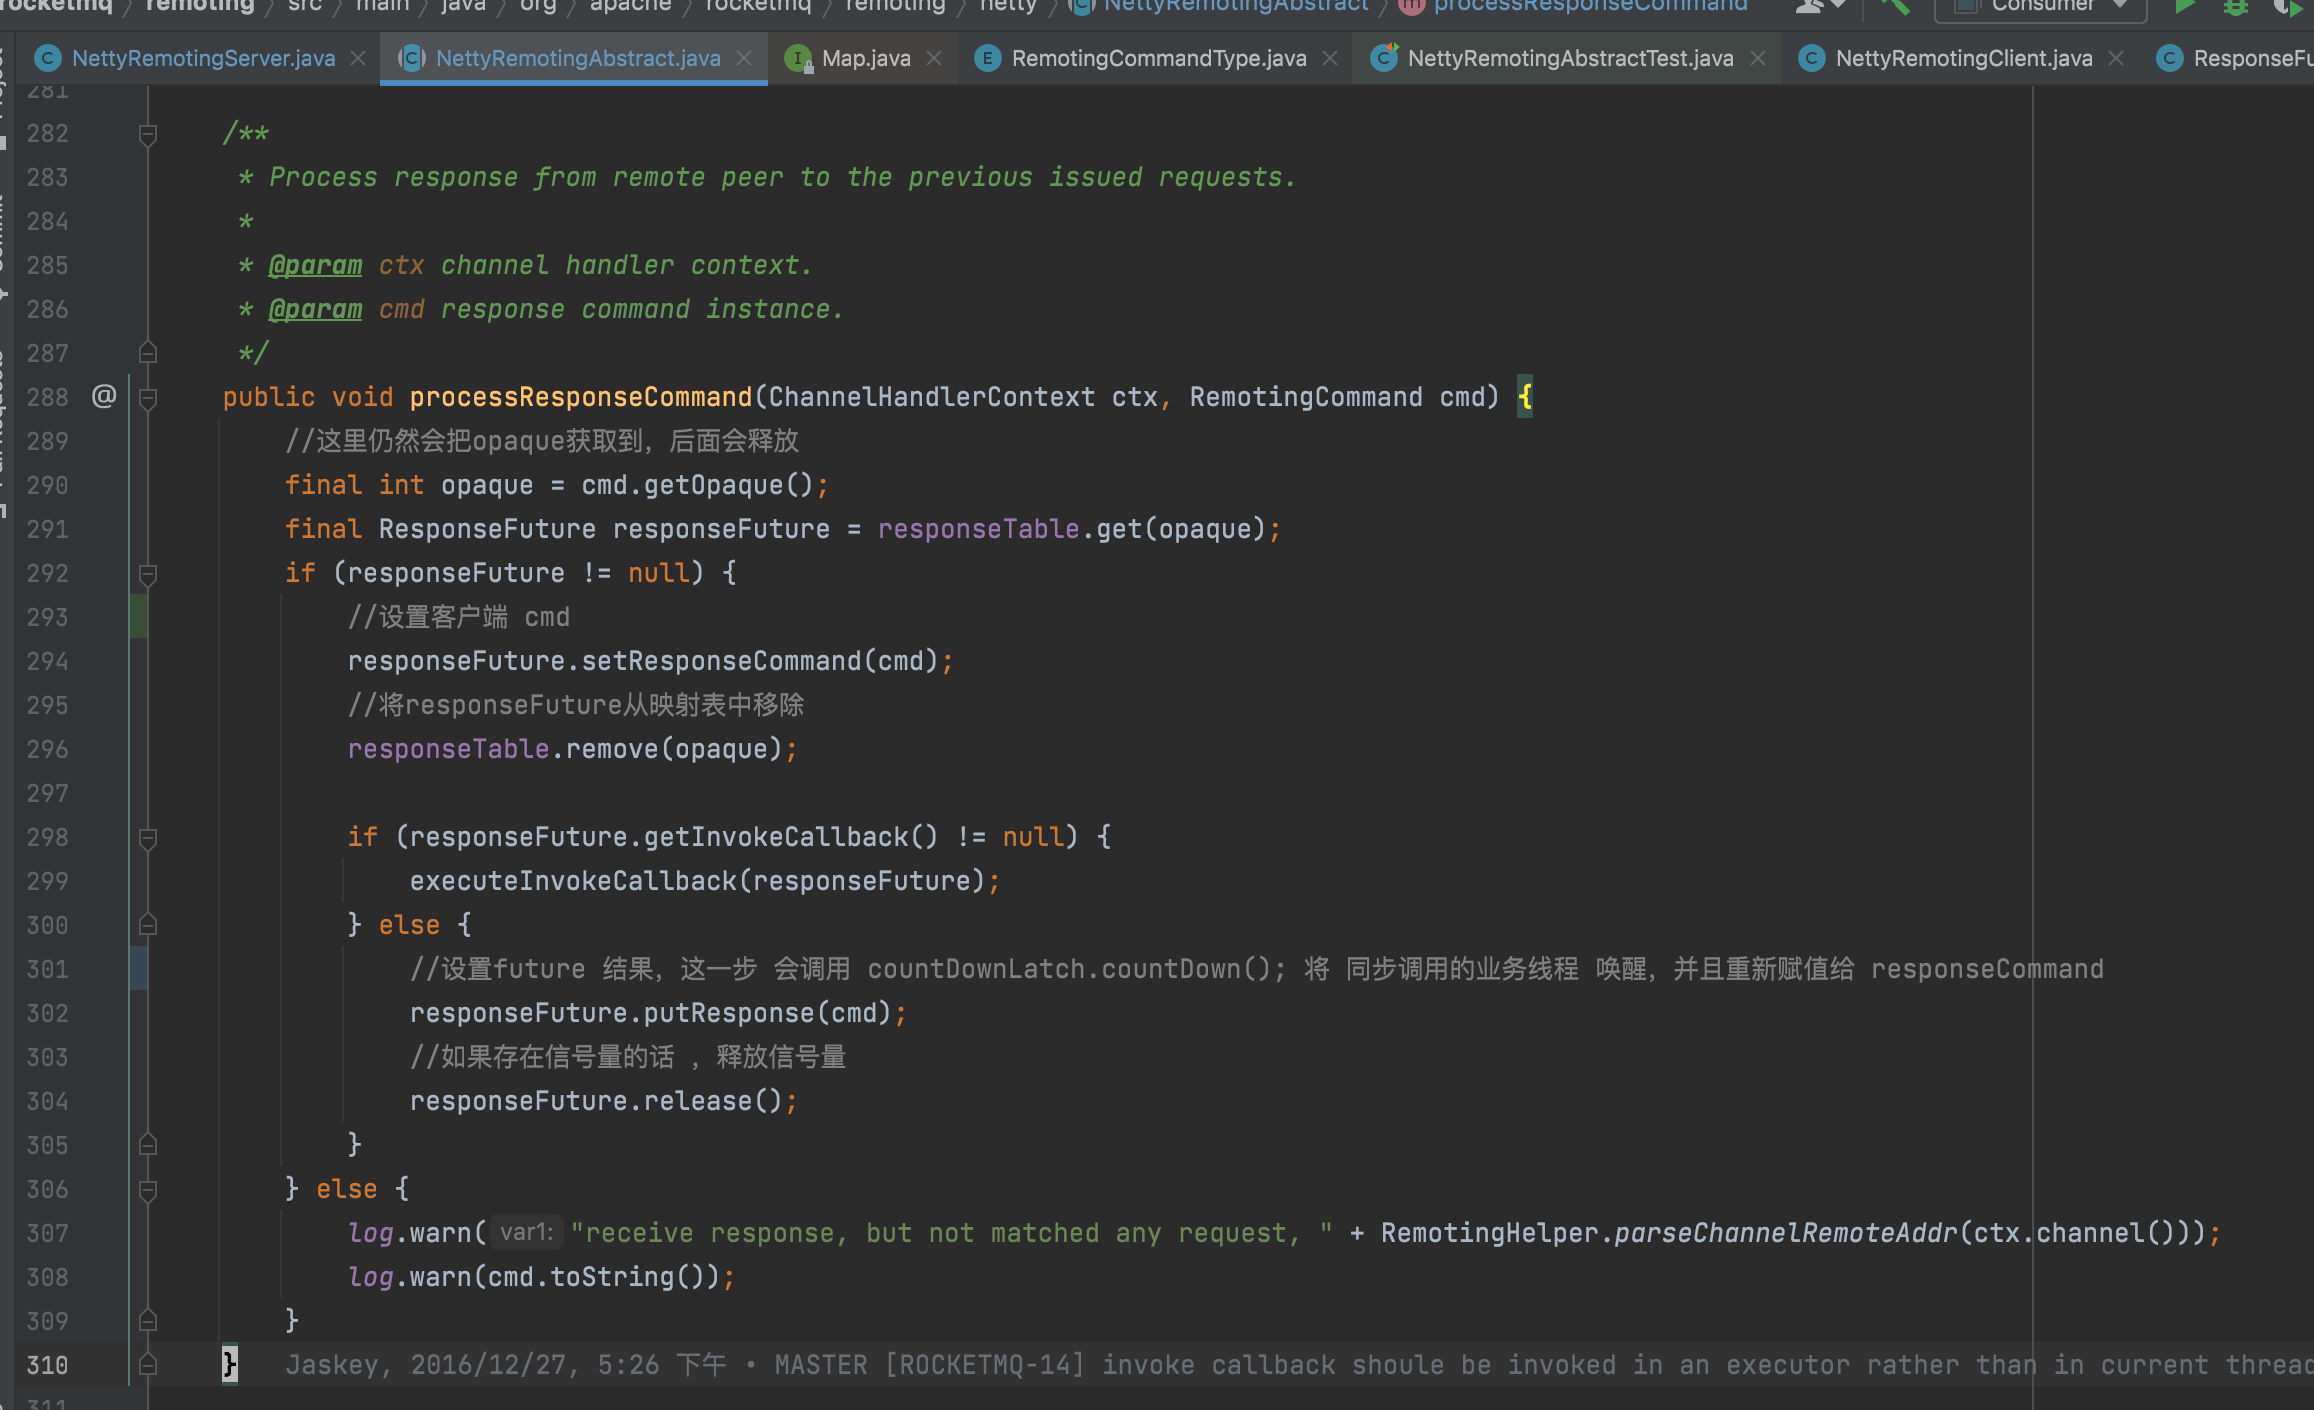 rocketmq remoting src main java org apache rocketmq remoting netty NettyRemotingAbstract processResponseCommand Consumer
NettyRemotingServer.java NettyRemotingAbstract.java Map.java RemotingCommandType.java NettyRemotingAbstractTest.java NettyRemotingClient.java ResponseFu
281
282 /**
283 * Process response from remote peer to the previous issued requests.
284 *
285 * @param ctx channel handler context.
286 * @param cmd response command instance.
287 */
288 @ public void processResponseCommand(ChannelHandlerContext ctx, RemotingCommand cmd) {
289 //这里仍然会把opaque获取到，后面会释放
290 final int opaque = cmd.getOpaque();
291 final ResponseFuture responseFuture = responseTable.get(opaque);
292 if (responseFuture != null) {
293 //设置客户端 cmd
294 responseFuture.setResponseCommand(cmd);
295 //将responseFuture从映射表中移除
296 responseTable.remove(opaque);
297
298 if (responseFuture.getInvokeCallback() != null) {
299 executeInvokeCallback(responseFuture);
300 } else {
301 //设置future 结果，这一步 会调用 countDownLatch.countDown(); 将 同步调用的业务线程 唤醒，并且重新赋值给 responseCommand
302 responseFuture.putResponse(cmd);
303 //如果存在信号量的话 ，释放信号量
304 responseFuture.release();
305 }
306 } else {
307 log.warn( var1: "receive response, but not matched any request, " + RemotingHelper.parseChannelRemoteAddr(ctx.channel()));
308 log.warn(cmd.toString());
309 }
310 } Jaskey, 2016/12/27, 5:26 下午 • MASTER [ROCKETMQ-14] invoke callback shoule be invoked in an executor rather than in current thread
311